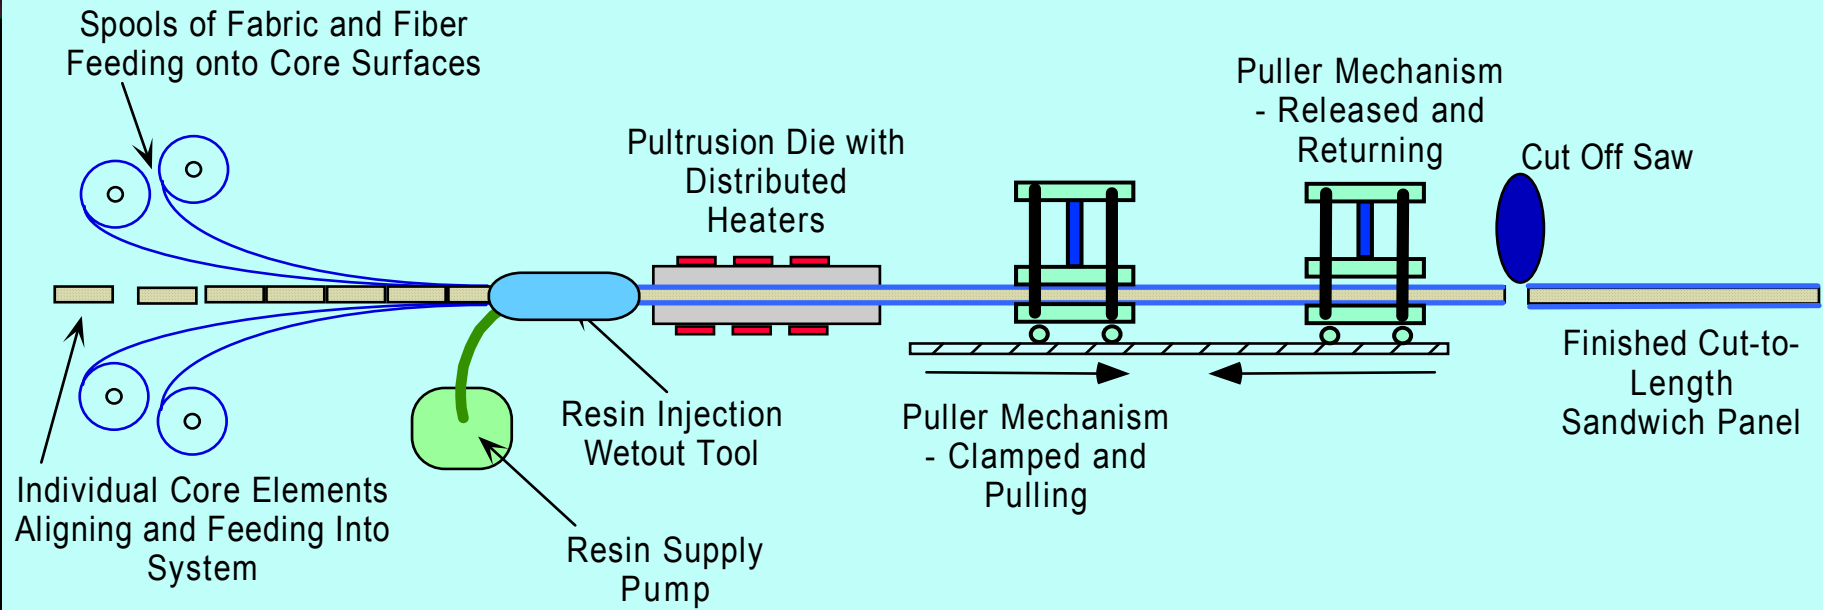 Spools of Fabric and Fiber
Feeding onto Core Surfaces
Pultrusion Die with
Distributed
Heaters
Puller Mechanism
- Released and
Returning
Cut Off Saw
Individual Core Elements
Aligning and Feeding Into
System
Resin Injection
Wetout Tool
Resin Supply
Pump
Puller Mechanism
- Clamped and
Pulling
Finished Cut-to-
Length
Sandwich Panel